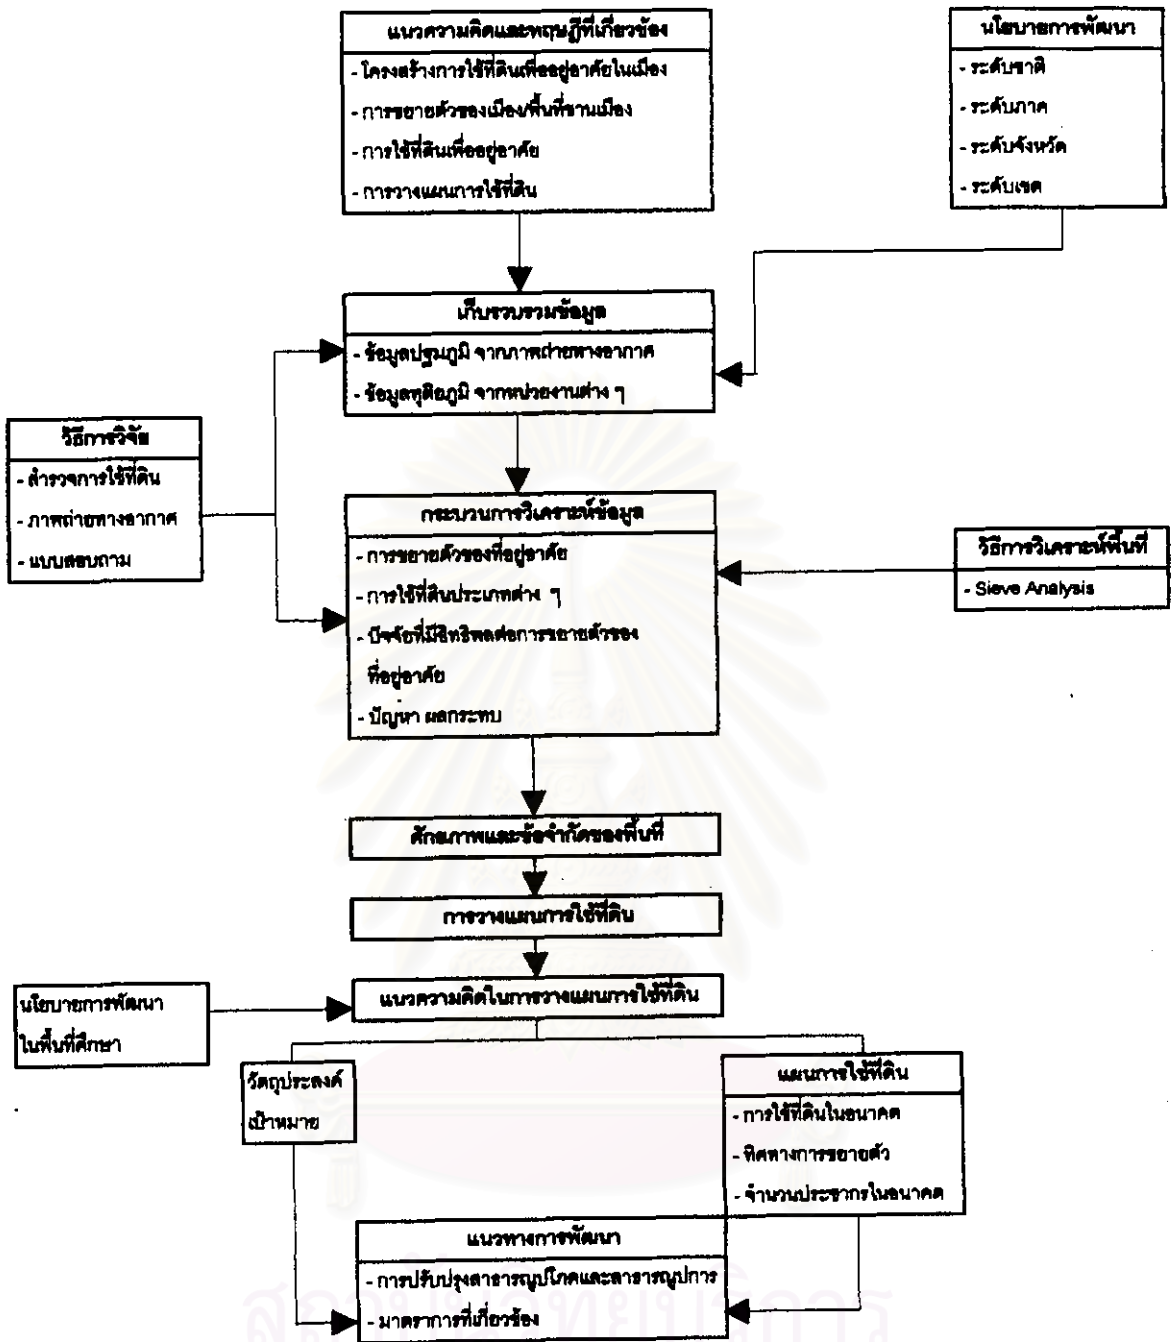 แนวความคิดและทฤษฎีที่เกี่ยวข้อง
- โครงสร้างการใช้ที่ดินเพื่ออยู่อาศัยในเมือง
- การขยายตัวของเมือง/พื้นที่ชานเมือง
- การใช้ที่ดินเพื่ออยู่อาศัย
- การวางแผนการใช้ที่ดิน
นโยบายการพัฒนา
- ระดับชาติ
- ระดับภาค
- ระดับจังหวัด
- ระดับเขต
เก็บรวบรวมข้อมูล
- ข้อมูลปฐมภูมิ จากภาพถ่ายทางอากาศ
- ข้อมูลทุติยภูมิ จากหน่วยงานต่าง ๆ
วิธีการวิจัย
- สำรวจการใช้ที่ดิน
- ภาพถ่ายทางอากาศ
- แบบสอบถาม
กระบวนการวิเคราะห์ข้อมูล
- การขยายตัวของที่อยู่อาศัย
- การใช้ที่ดินประเภทต่าง ๆ
- ปัจจัยที่มีอิทธิพลต่อการขยายตัวของ
ที่อยู่อาศัย
- ปัญหา ผลกระทบ
วิธีการวิเคราะห์พื้นที่
- Sieve Analysis
ศักยภาพและข้อจำกัดของพื้นที่
การวางแผนการใช้ที่ดิน
แนวความคิดในการวางแผนการใช้ที่ดิน
นโยบายการพัฒนา
ในพื้นที่ศึกษา
วัตถุประสงค์
เป้าหมาย
แผนการใช้ที่ดิน
- การใช้ที่ดินในอนาคต
- ทิศทางการขยายตัว
- จำนวนประชากรในอนาคต
แนวทางการพัฒนา
- การปรับปรุงสาธารณูปโภคและสาธารณูปการ
- มาตราการที่เกี่ยวข้อง
สถาบันวิทยบริการ